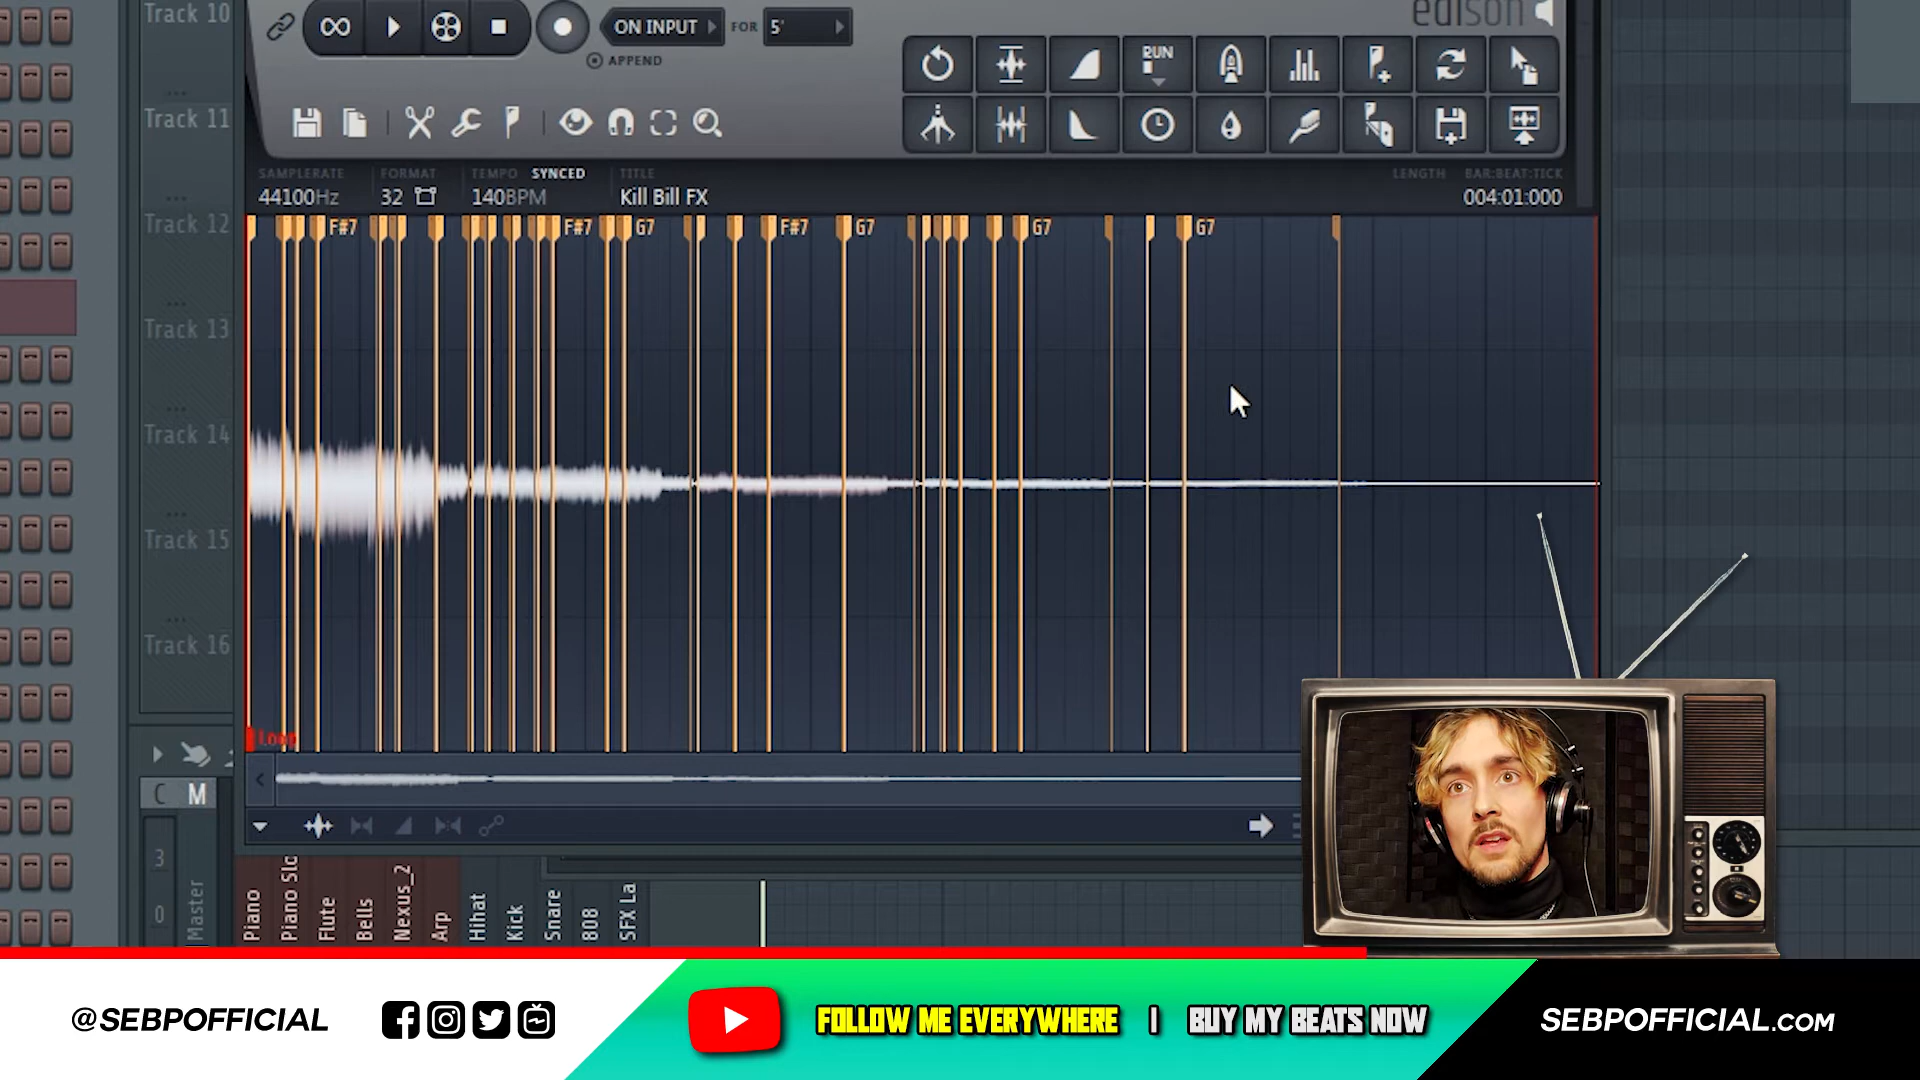 Track 10
Track 11
Track 12
Track 13
Track 14
Track 15
Track 16
edison
ON INPUT
FOR
5'
APPEND
RUN
SAMPLERATE
44100Hz
FORMAT
32
TEMPO SYNCED
140BPM
TITLE
Kill Bill FX
LENGTH
BAR:BEAT:TICK
004:01:000
F#7
F#7
G7
F#7
G7
G7
G7
Loop
C M
3
0
Master
Piano
Flute
Bells
Nexus_2
Arp
Hihat
Kick
Snare
808
SFX La
@SEBPOFFICIAL
FOLLOW ME EVERYWHERE | BUY MY BEATS NOW
SEBPOFFICIAL.COM